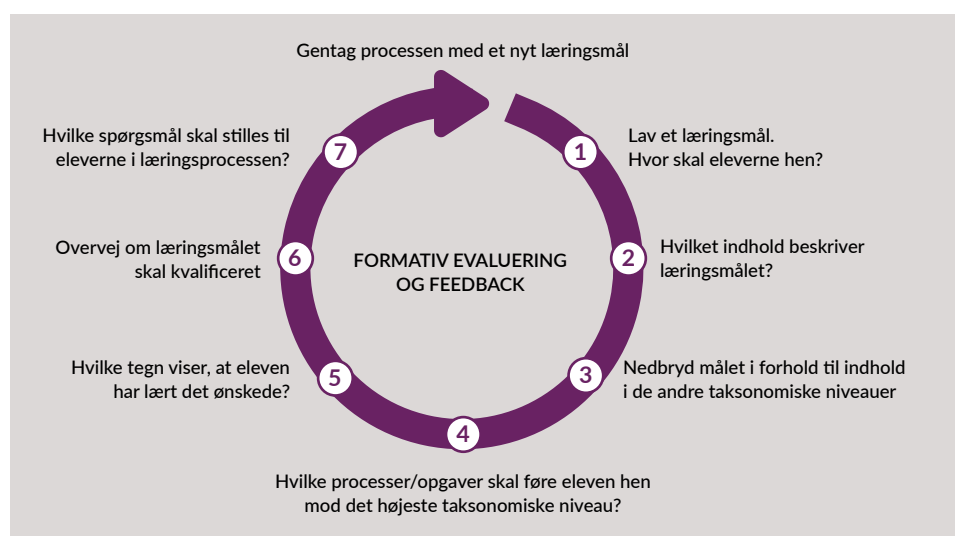 Gentag processen med et nyt læringsmål
1
Lav et læringsmål.
Hvor skal eleverne hen?
2
Hvilket indhold beskriver
læringsmålet?
3
Nedbryd målet i forhold til indhold
i de andre taksonomiske niveauer
4
Hvilke processer/opgaver skal føre eleven hen
mod det højeste taksonomiske niveau?
5
Hvilke tegn viser, at eleven
har lært det ønskede?
6
Overvej om læringsmålet
skal kvalificeret
7
Hvilke spørgsmål skal stilles til
eleverne i læringsprocessen?
FORMATIV EVALUERING
OG FEEDBACK